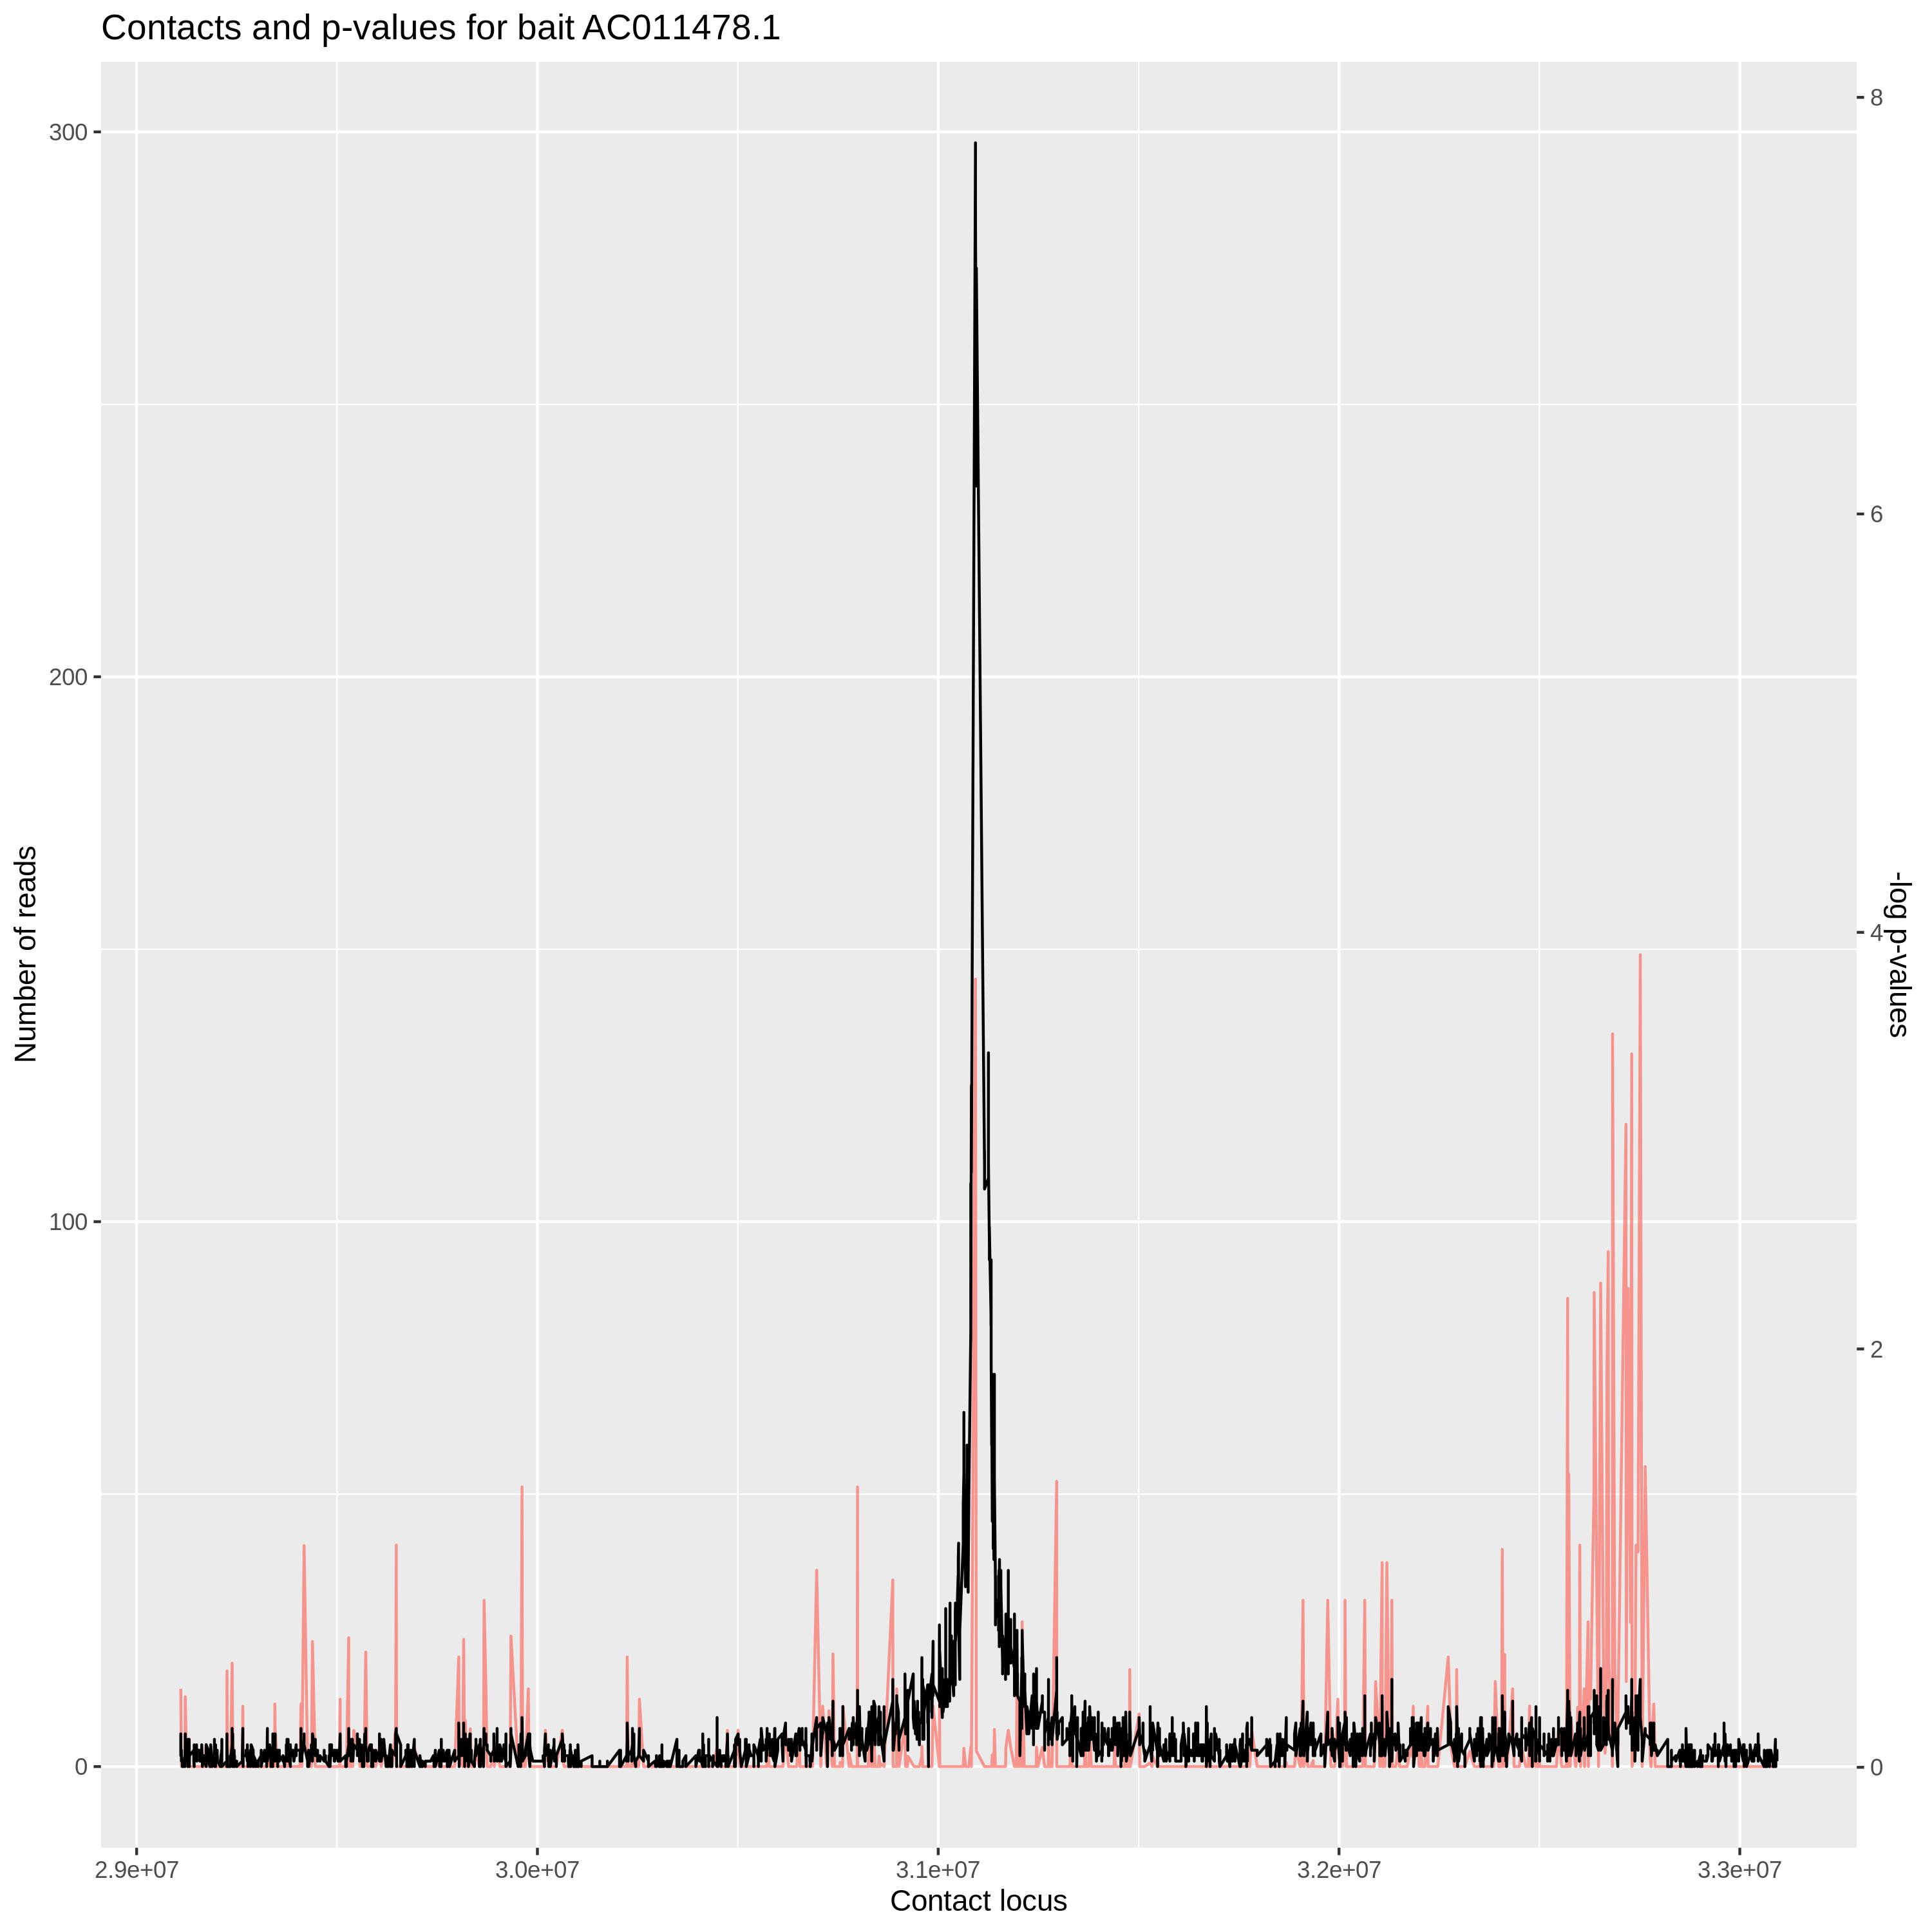 Contacts and p-values for bait AC011478.1
300
200
100
0
Number of reads
8
6
4
2
0
-log p-values
2.9e+07
3.0e+07
3.1e+07
3.2e+07
3.3e+07
Contact locus